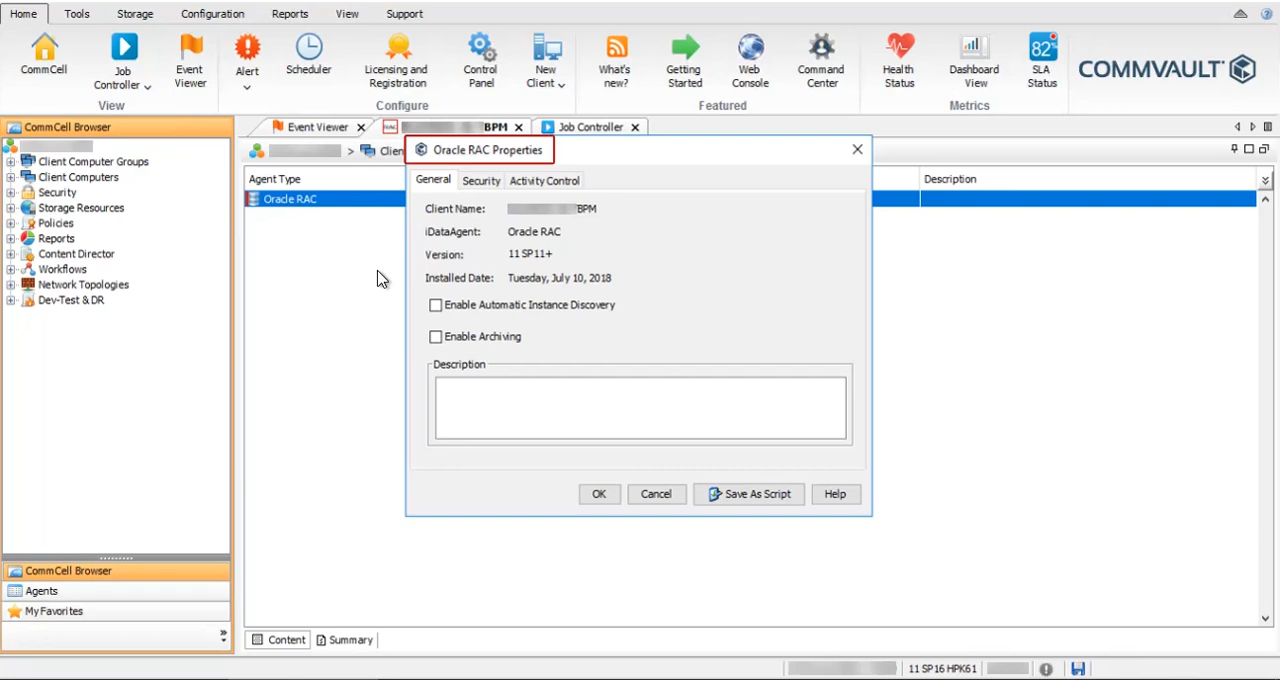 Home Tools Storage Configuration Reports View Support
CommCell
Job Controller
Event Viewer
View
Alert
Scheduler
Licensing and Registration
Control Panel
New Client
Configure
What's new?
Getting Started
Web Console
Command Center
Featured
Health Status
Dashboard View
82%
SLA Status
Metrics
COMMVAULT
CommCell Browser
Client Computer Groups
Client Computers
Security
Storage Resources
Policies
Reports
Content Director
Workflows
Network Topologies
Dev-Test & DR
CommCell Browser
Agents
My Favorites
Event Viewer BPM Job Controller
> Clien
Agent Type Description
Oracle RAC
Oracle RAC Properties
General Security Activity Control
Client Name: BPM
iDataAgent: Oracle RAC
Version: 11 SP11+
Installed Date: Tuesday, July 10, 2018
Enable Automatic Instance Discovery
Enable Archiving
Description
OK Cancel Save As Script Help
Content Summary
11 SP16 HPK61